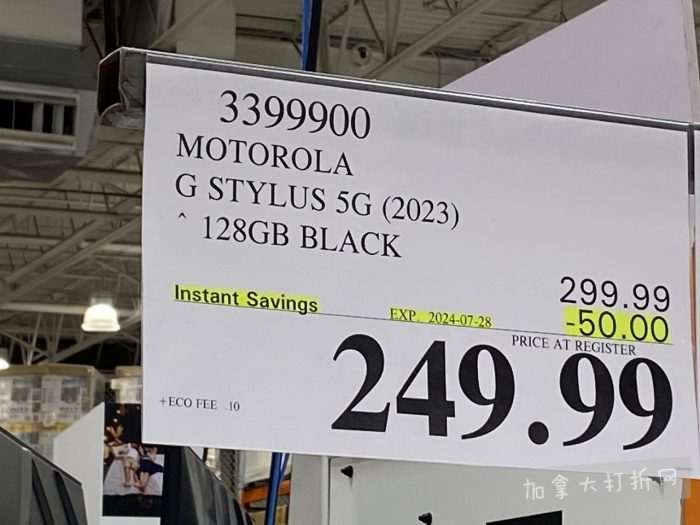 3399900
MOTOROLA
G STYLUS 5G (2023)
^ 128GB BLACK
299.99
Instant Savings EXP. 2024-07-28 -50.00
PRICE AT REGISTER
249.99
+ECO FEE .10
加拿大打折网